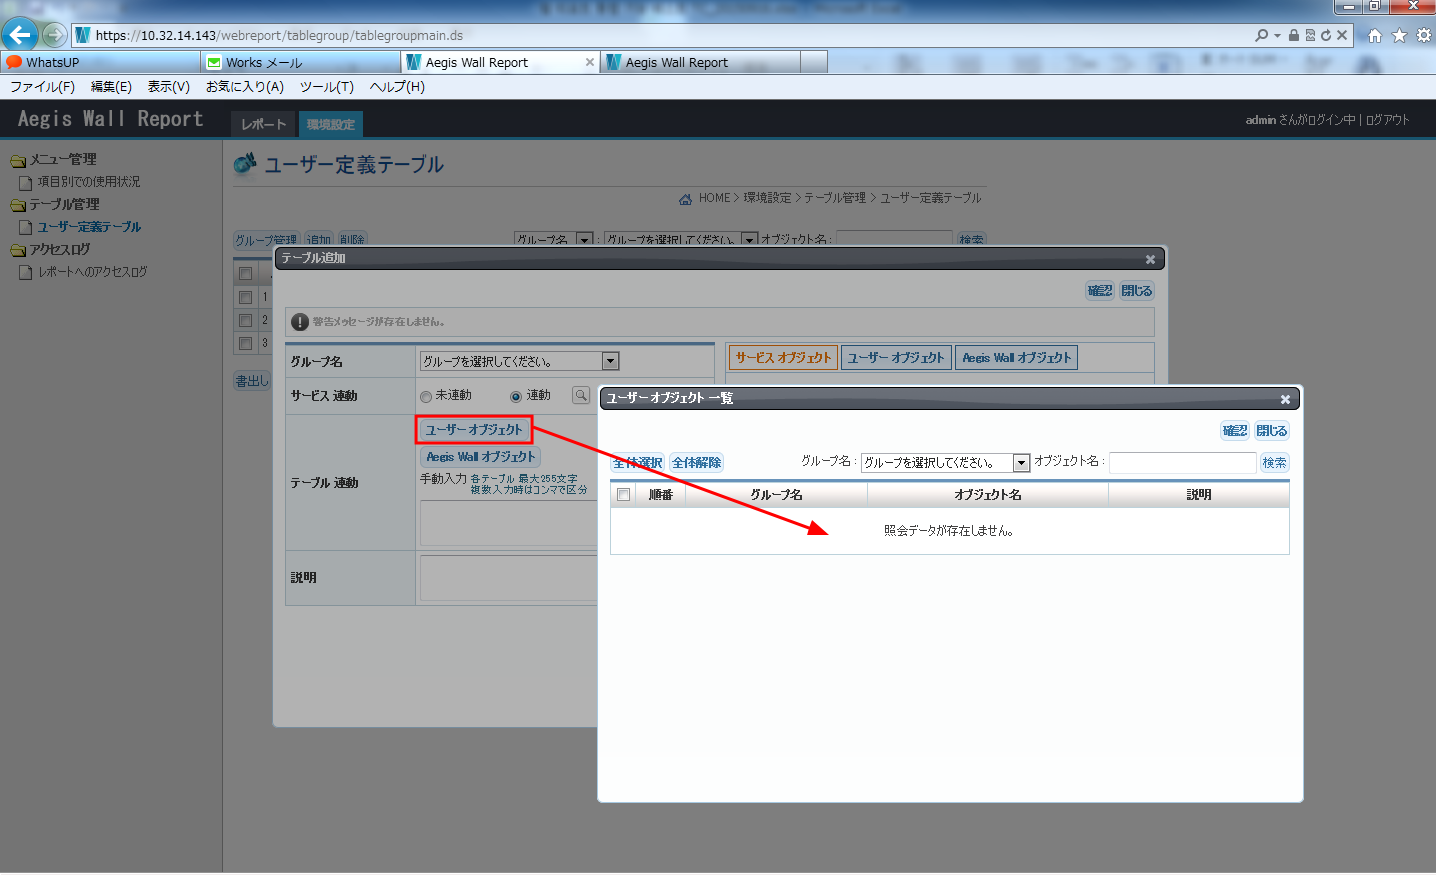 https://10.32.14.143/webreport/tablegroup/tablegroupmain.ds
WhatsUP
Works メール
Aegis Wall Report
Aegis Wall Report
ファイル(F) 編集(E) 表示(V) お気に入り(A) ツール(T) ヘルプ(H)
Aegis Wall Report
レポート
環境設定
admin さんがログイン中 | ログアウト
メニュー管理
項目別での使用状況
テーブル管理
ユーザー定義テーブル
アクセスログ
レポートへのアクセスログ
ユーザー定義テーブル
HOME > 環境設定 > テーブル管理 > ユーザー定義テーブル
グループ管理 追加 削除
グループ名 : グループを選択してください。 オブジェクト名 : 検索
1
2
3
書出し
テーブル追加
確認 閉じる
警告メッセージが存在しません。
グループ名 グループを選択してください。
サービス 連動 未連動 連動
テーブル 連動
ユーザー オブジェクト
Aegis Wall オブジェクト
手動入力 各テーブル 最大255文字
複数入力時はコンマで区分
説明
サービス オブジェクト ユーザー オブジェクト Aegis Wall オブジェクト
ユーザー オブジェクト 一覧
確認 閉じる
全体選択 全体解除
グループ名 : グループを選択してください。 オブジェクト名 : 検索
順番 グループ名 オブジェクト名 説明
照会データが存在しません。